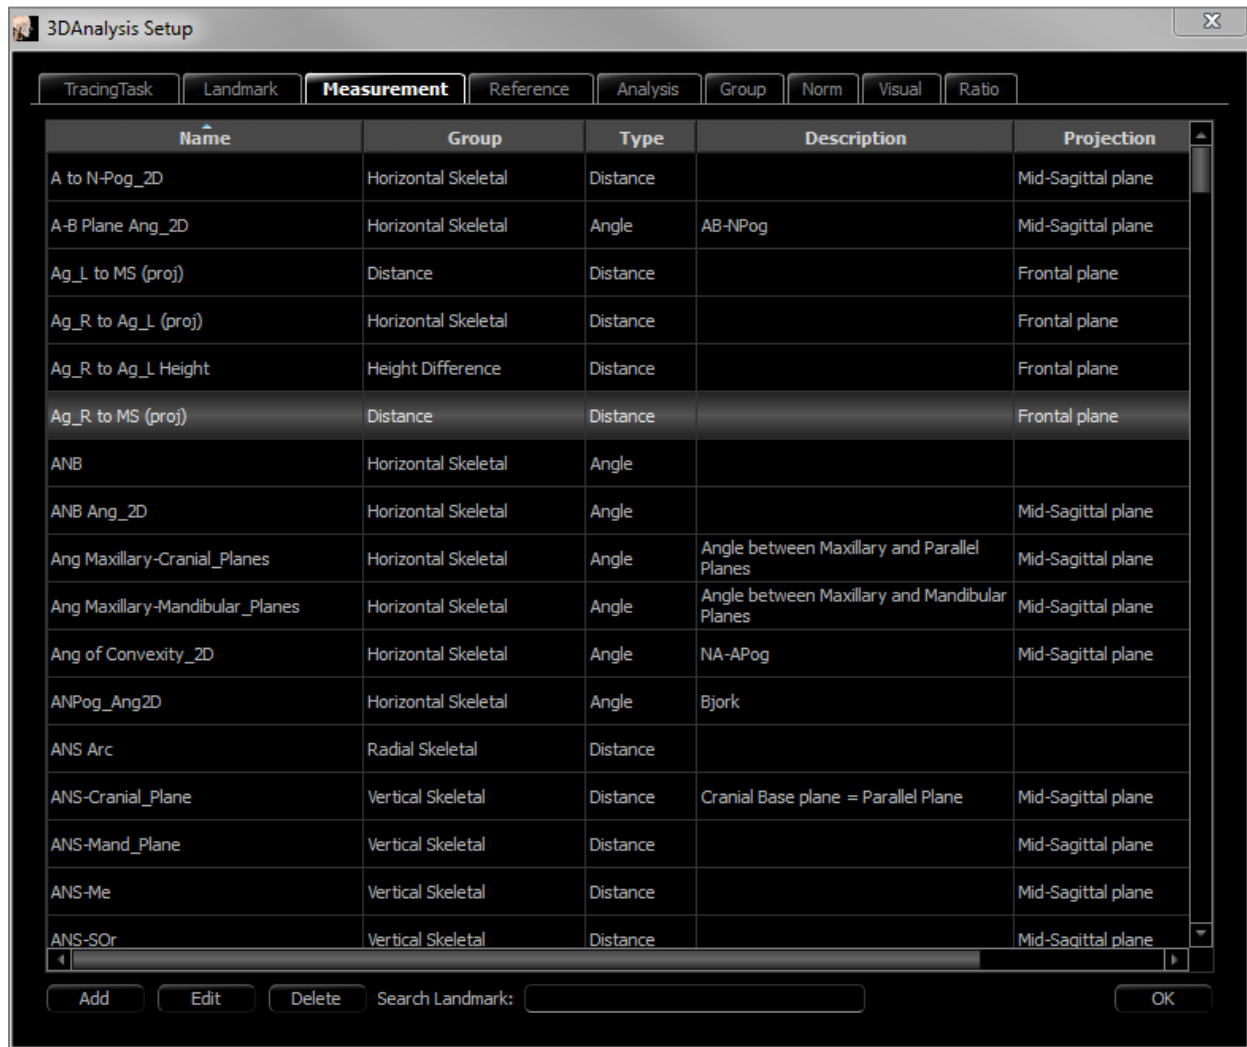 3DAnalysis Setup
TracingTask Landmark Measurement Reference Analysis Group Norm Visual Ratio
Name Group Type Description Projection
A to N-Pog_2D Horizontal Skeletal Distance Mid-Sagittal plane
A-B Plane Ang_2D Horizontal Skeletal Angle AB-NPog Mid-Sagittal plane
Ag_L to MS (proj) Distance Distance Frontal plane
Ag_R to Ag_L (proj) Horizontal Skeletal Distance Frontal plane
Ag_R to Ag_L Height Height Difference Distance Frontal plane
Ag_R to MS (proj) Distance Distance Frontal plane
ANB Horizontal Skeletal Angle
ANB Ang_2D Horizontal Skeletal Angle Mid-Sagittal plane
Ang Maxillary-Cranial_Planes Horizontal Skeletal Angle Angle between Maxillary and Parallel Mid-Sagittal plane
Planes
Ang Maxillary-Mandibular_Planes Horizontal Skeletal Angle Angle between Maxillary and Mandibular Mid-Sagittal plane
Planes
Ang of Convexity_2D Horizontal Skeletal Angle NA-APog Mid-Sagittal plane
ANPog_Ang2D Horizontal Skeletal Angle Bjork
ANS Arc Radial Skeletal Distance
ANS-Cranial_Plane Vertical Skeletal Distance Cranial Base plane = Parallel Plane Mid-Sagittal plane
ANS-Mand_Plane Vertical Skeletal Distance Mid-Sagittal plane
ANS-Me Vertical Skeletal Distance Mid-Sagittal plane
ANS-SOr Vertical Skeletal Distance Mid-Sagittal plane
Add Edit Delete Search Landmark: OK